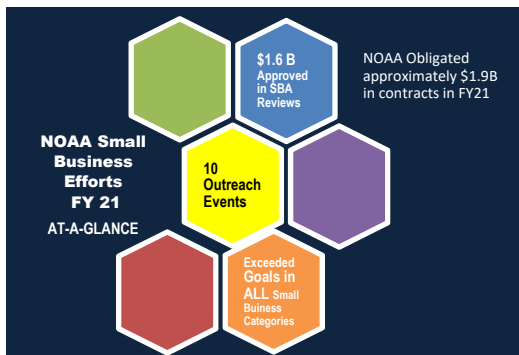 $1.6 B
Approved
in SBA
Reviews
NOAA Obligated
approximately $1.9B
in contracts in FY21
NOAA Small
Business
Efforts
FY 21
AT-A-GLANCE
10
Outreach
Events
Exceeded
Goals in
ALL Small
Buiness
Categories